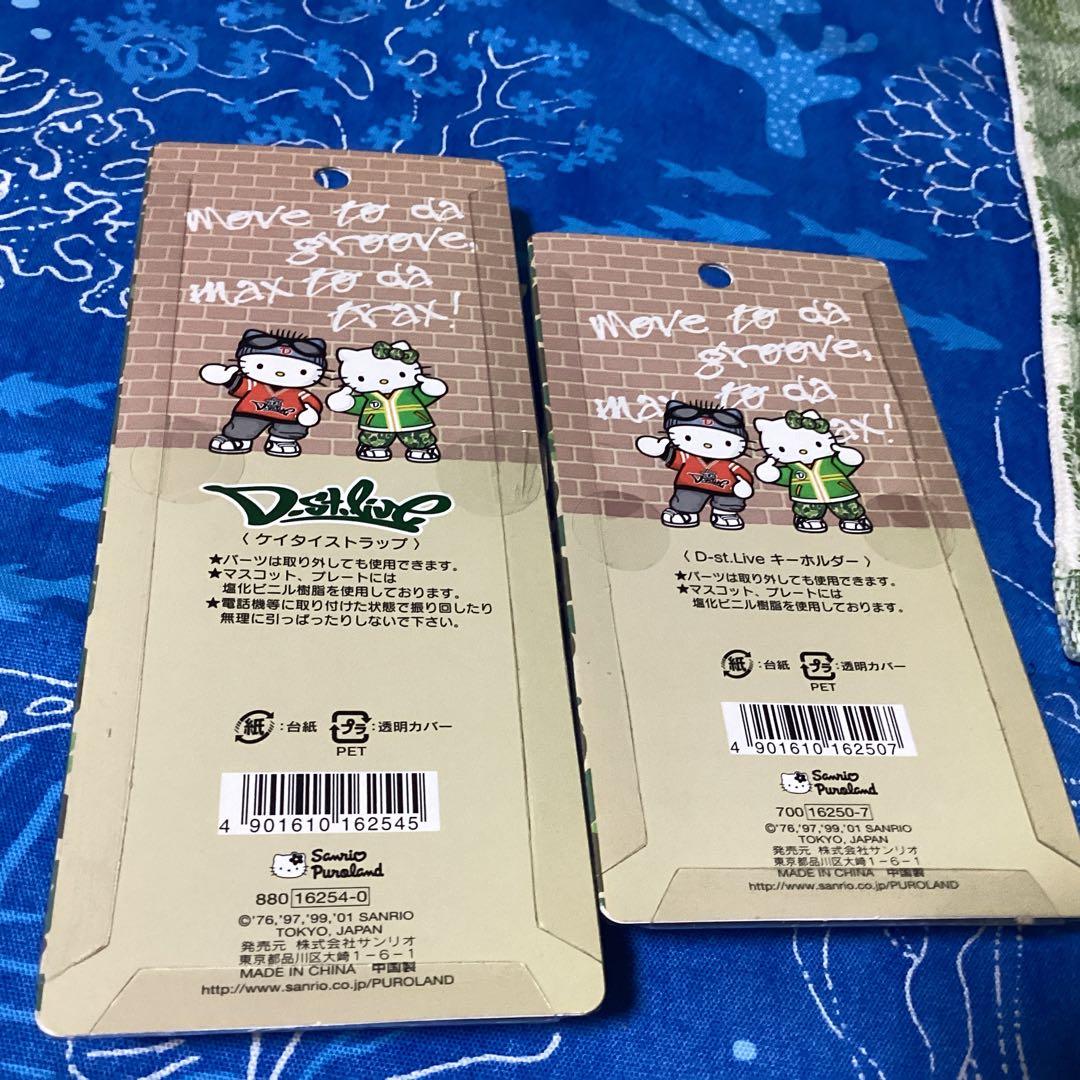 move to da
groove,
max to da
trax!
D-st.live
〈 ケイタイストラップ 〉
★パーツは取り外しても使用できます。
★マスコット、プレートには
塩化ビニル樹脂を使用しております。
★電話機等に取り付けた状態で振り回したり
無理に引っぱったりしないで下さい。
紙:台紙 プラ:透明カバー
PET
4 901610 162545
Sanrio
Puroland
880 16254-0
©'76,'97,'99,'01 SANRIO
TOKYO, JAPAN
発売元 株式会社サンリオ
東京都品川区大崎1-6-1
MADE IN CHINA 中国製
http://www.sanrio.co.jp/PUROLAND
move to da
groove,
max to da
ax!
〈 D-st.Live キーホルダー 〉
★パーツは取り外しても使用できます。
★マスコット、プレートには
塩化ビニル樹脂を使用しております。
紙:台紙 プラ:透明カバー
PET
4 901610 162507
Sanrio
Puroland
700 16250-7
©'76,'97,'99,'01 SANRIO
TOKYO, JAPAN
発売元 株式会社サンリオ
東京都品川区大崎1-6-1
MADE IN CHINA 中国製
http://www.sanrio.co.jp/PUROLAND